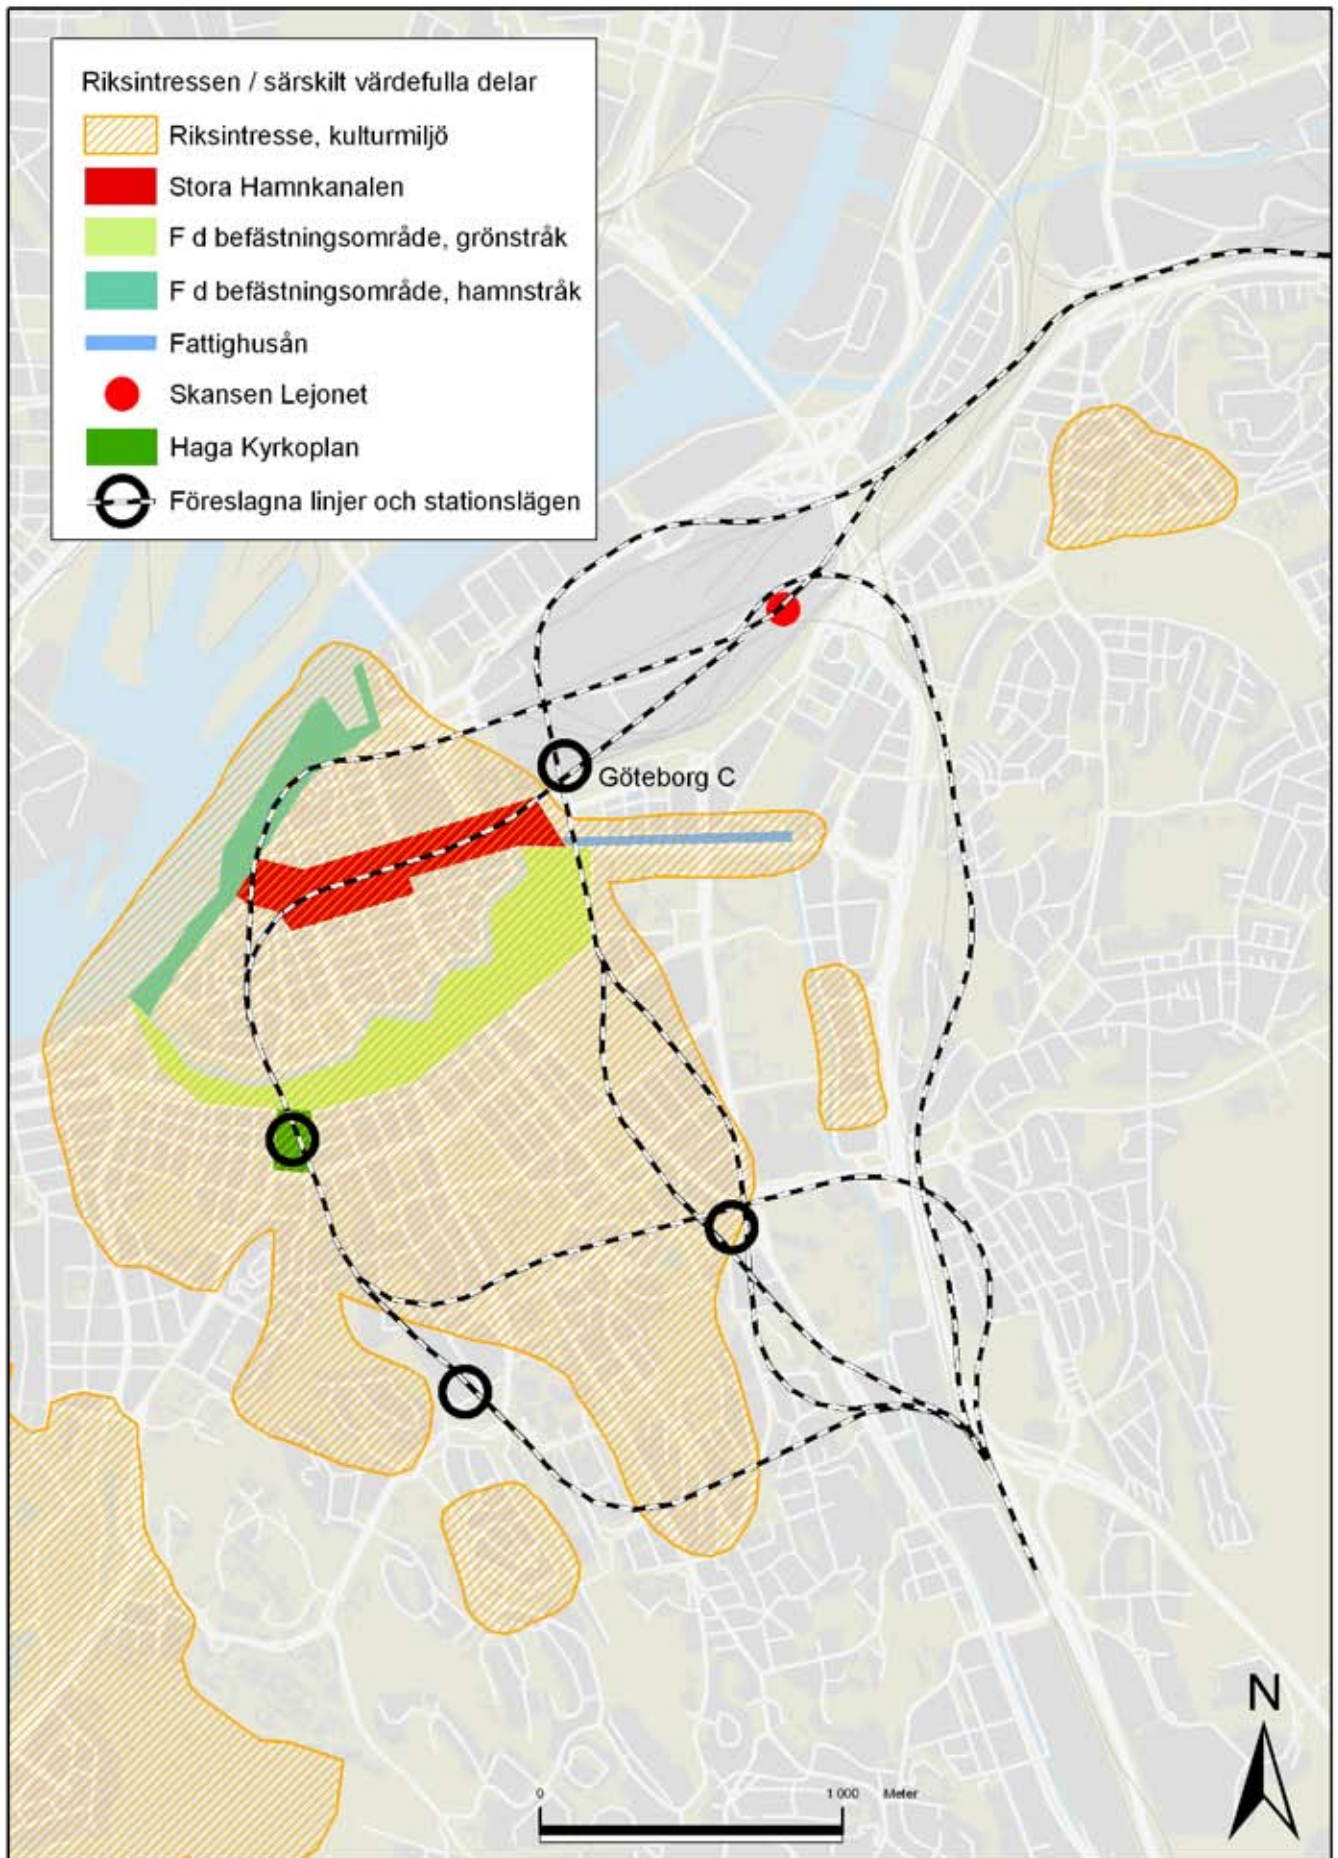 Riksintressen / särskilt värdefulla delar
Riksintresse, kulturmiljö
Stora Hamnkanalen
F d befästningsområde, grönstråk
F d befästningsområde, hamnstråk
Fattighusån
Skansen Lejonet
Haga Kyrkoplan
Föreslagna linjer och stationslägen
Göteborg C
N
0 1 000 Meter